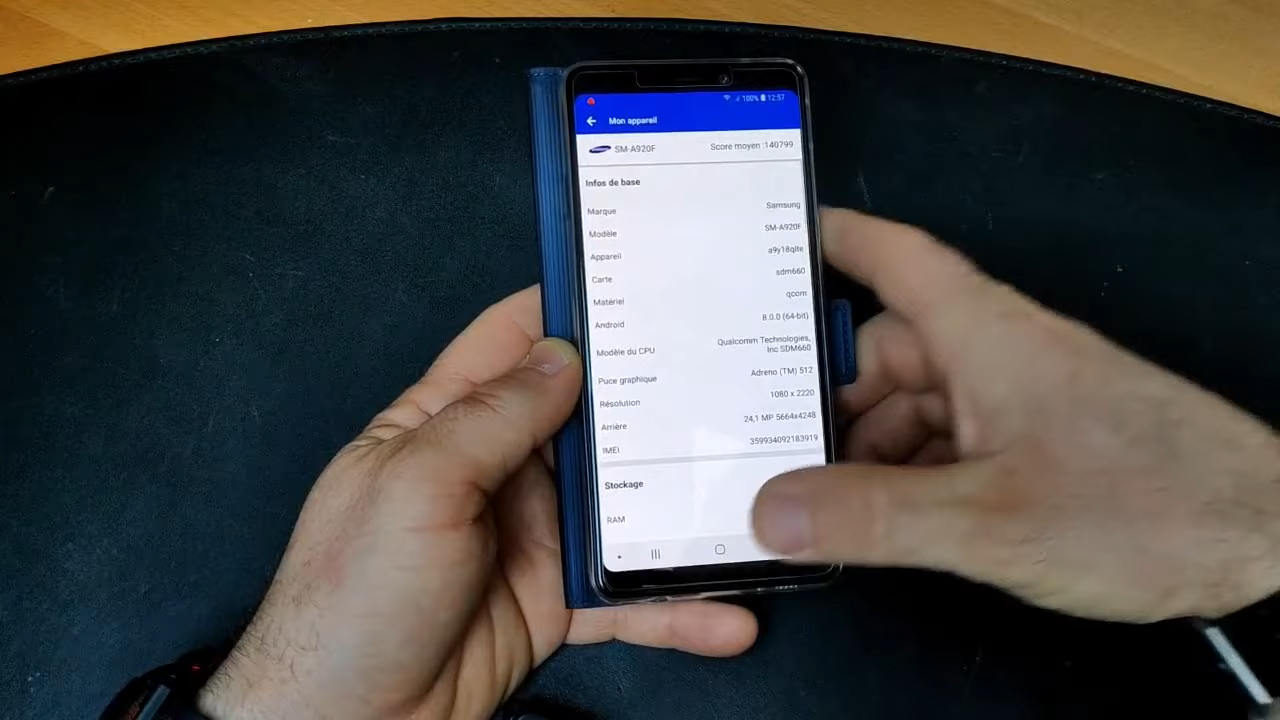 100% 12:57
Mon appareil
SM-A920F Score moyen :140799
Infos de base
Marque Samsung
Modèle SM-A920F
Appareil a9y18qlte
Carte sdm660
Matériel qcom
Android 8.0.0 (64-bit)
Modèle du CPU Qualcomm Technologies,
Inc SDM660
Puce graphique Adreno (TM) 512
Résolution 1080 x 2220
Arrière 24,1 MP 5664x4248
IMEI 359934092183919
Stockage
RAM